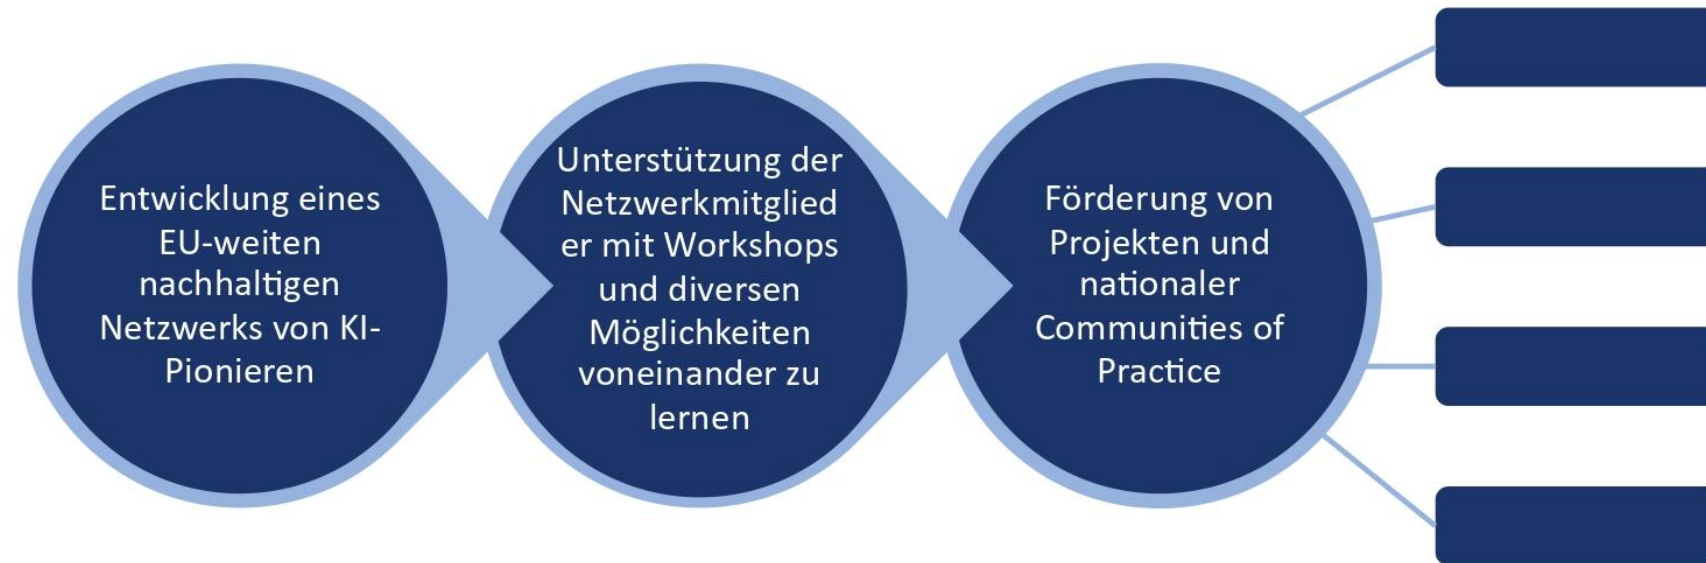 Entwicklung eines
EU-weiten
nachhaltigen
Netzwerks von KI-
Pionieren
Unterstützung der
Netzwerkmitglied
er mit Workshops
und diversen
Möglichkeiten
voneinander zu
lernen
Förderung von
Projekten und
nationaler
Communities of
Practice